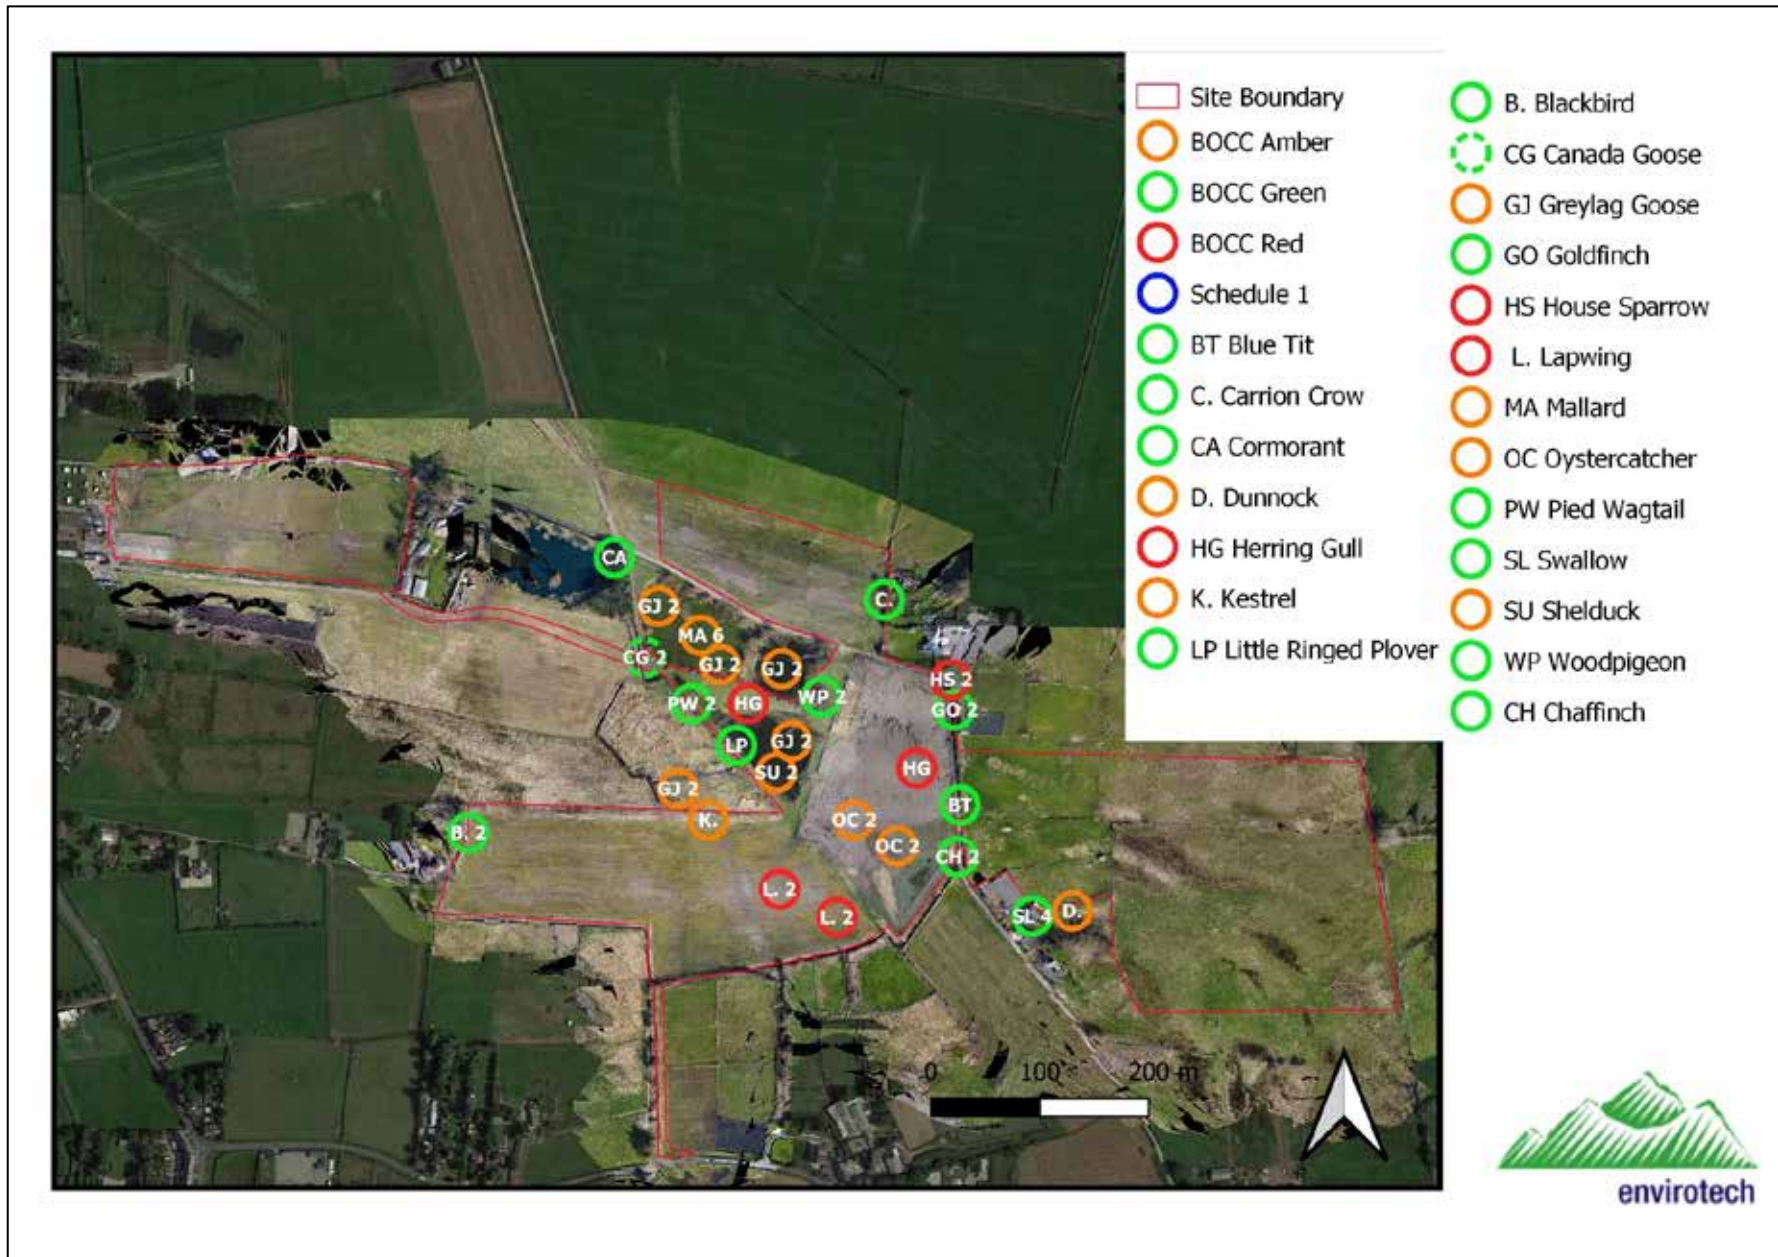 Site Boundary
BOCC Amber
BOCC Green
BOCC Red
Schedule 1
BT Blue Tit
C. Carrion Crow
CA Cormorant
D. Dunnock
HG Herring Gull
K. Kestrel
LP Little Ringed Plover
B. Blackbird
CG Canada Goose
GJ Greylag Goose
GO Goldfinch
HS House Sparrow
L. Lapwing
MA Mallard
OC Oystercatcher
PW Pied Wagtail
SL Swallow
SU Shelduck
WP Woodpigeon
CH Chaffinch
CA
C.
GJ 2
MA 6
CG 2
GJ 2
GJ 2
HS 2
PW 2
HG
WP 2
GO 2
LP
GJ 2
SU 2
HG
GJ 2
K.
BT
B. 2
OC 2
OC 2
CH 2
L. 2
L. 2
SL 4
D.
0 100 200 m
envirotech